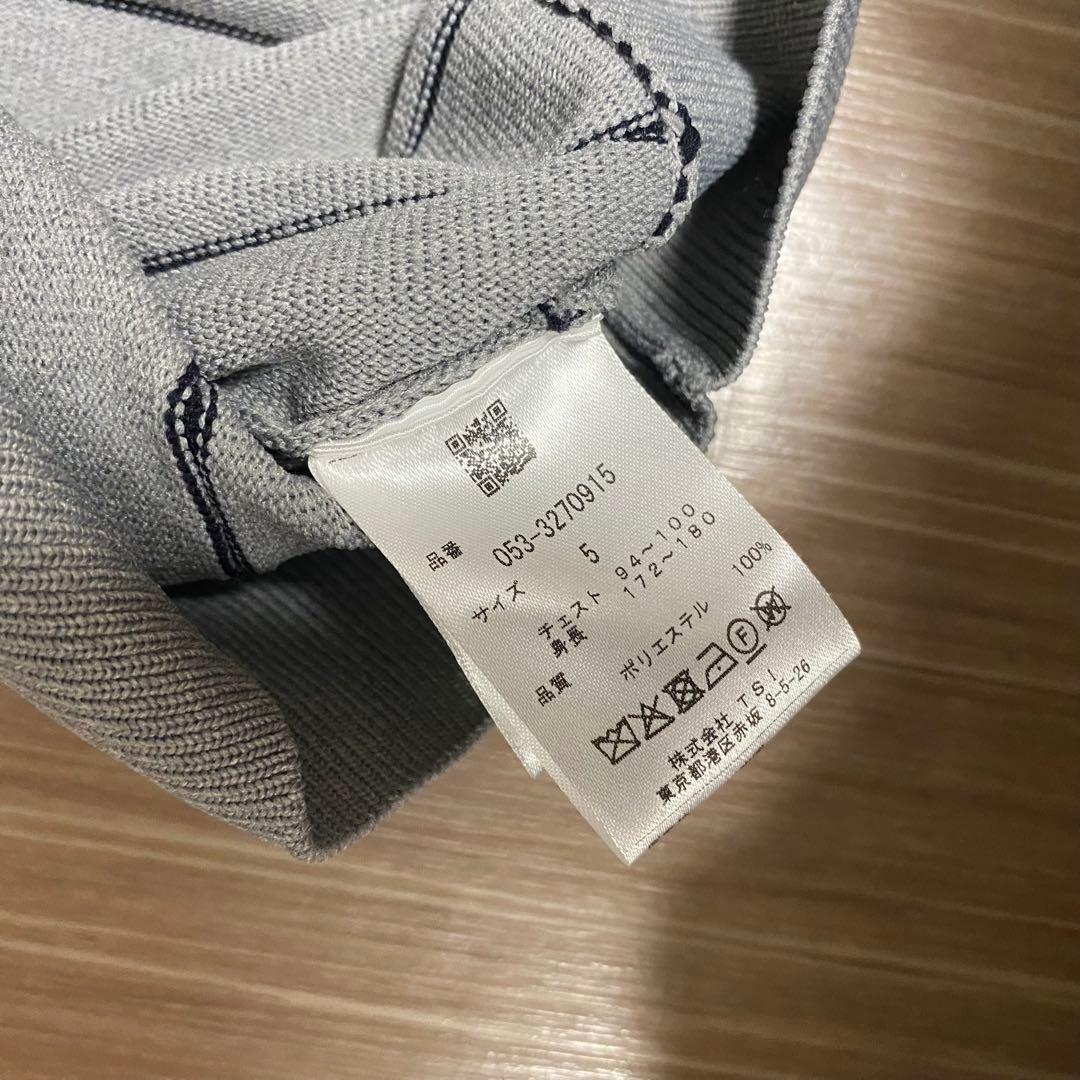 品番 053-3270915
サイズ 5
チェスト 94～100
身長 172～180
品質 ポリエステル 100%
F W
株式会社 TSI
東京都港区赤坂 8-5-26